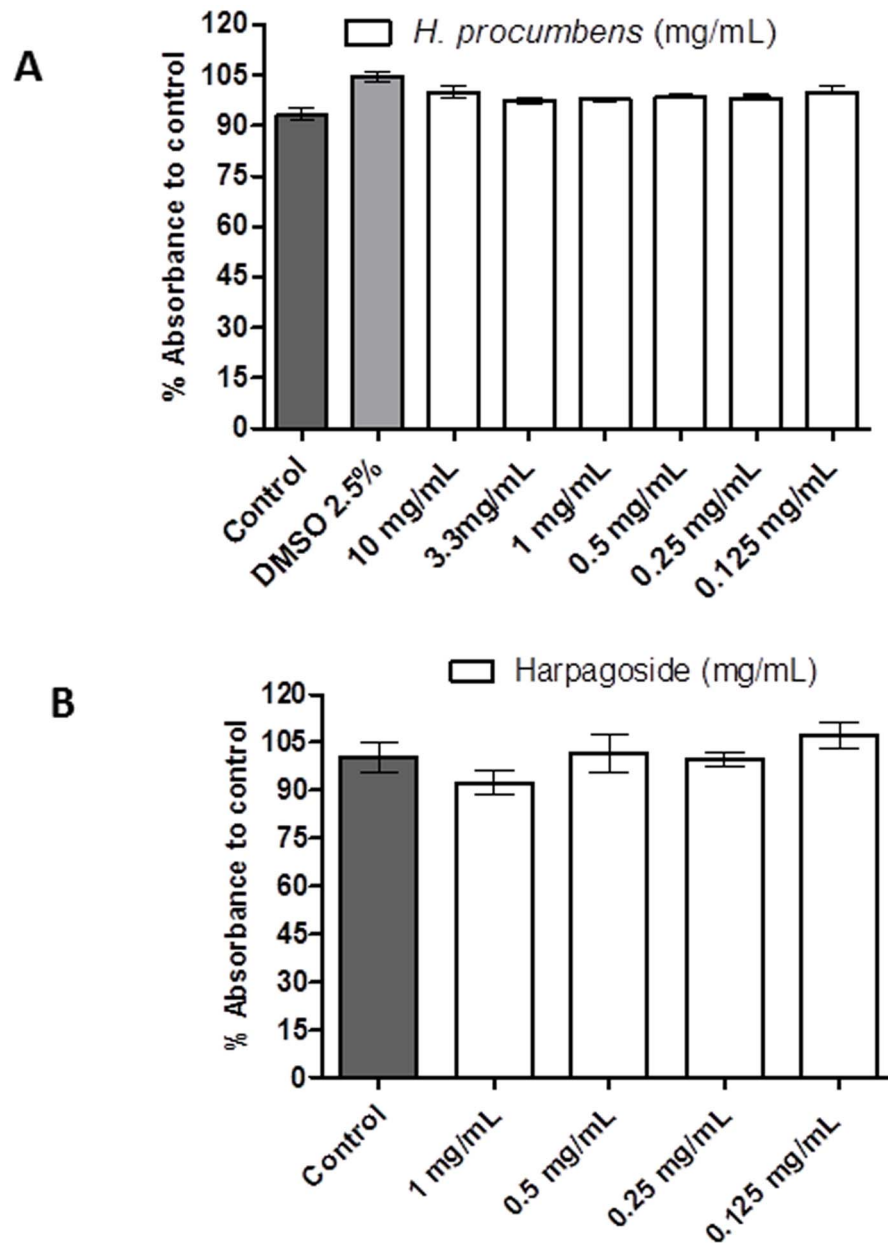 A
H. procumbens (mg/mL)
% Absorbance to control
120
105
90
75
60
45
30
15
0
Control
DMSO 2.5%
10 mg/mL
3.3mg/mL
1 mg/mL
0.5 mg/mL
0.25 mg/mL
0.125 mg/mL
B
Harpagoside (mg/mL)
% Absorbance to control
120
105
90
75
60
45
30
15
0
Control
1 mg/mL
0.5 mg/mL
0.25 mg/mL
0.125 mg/mL